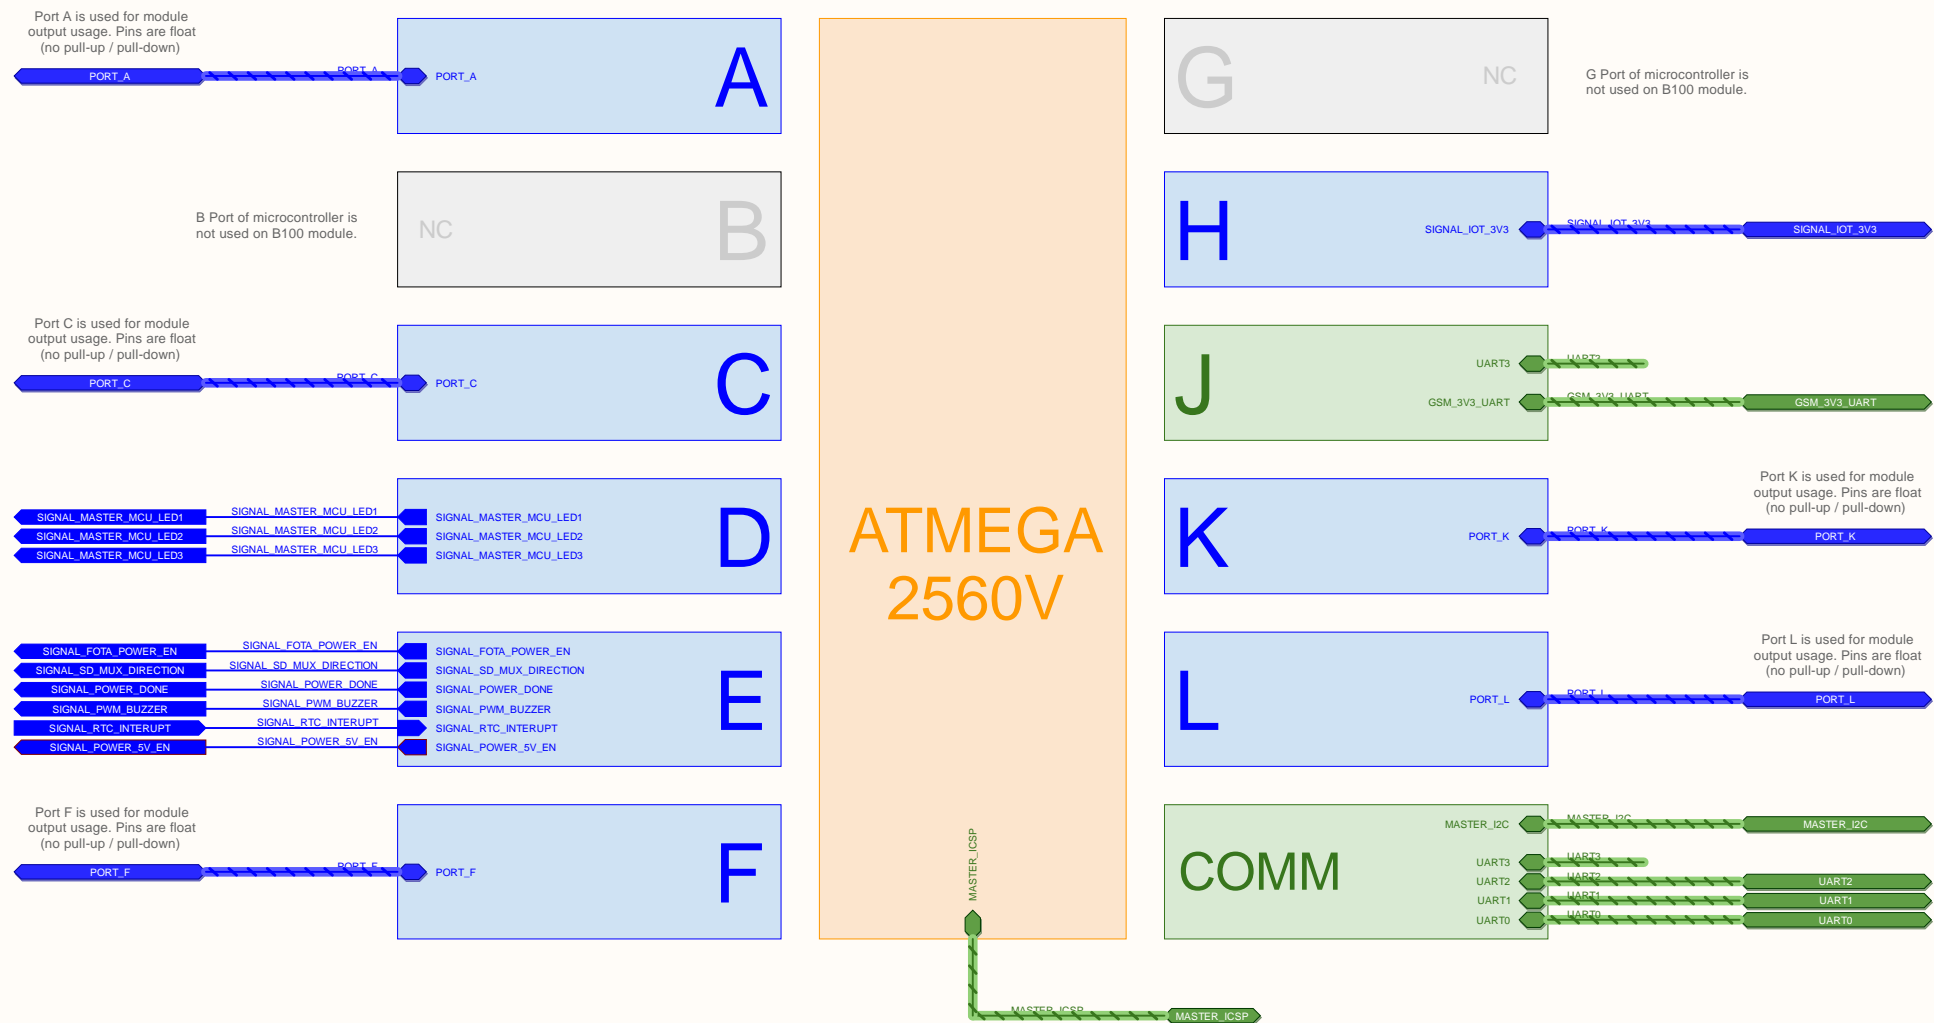 Port A is used for module
output usage. Pins are float
(no pull-up / pull-down)
PORT_A
PORT_A
PORT_A
A
B Port of microcontroller is
not used on B100 module.
NC
B
Port C is used for module
output usage. Pins are float
(no pull-up / pull-down)
PORT_C
PORT_C
PORT_C
C
SIGNAL_MASTER_MCU_LED1
SIGNAL_MASTER_MCU_LED1
SIGNAL_MASTER_MCU_LED1
SIGNAL_MASTER_MCU_LED2
SIGNAL_MASTER_MCU_LED2
SIGNAL_MASTER_MCU_LED2
SIGNAL_MASTER_MCU_LED3
SIGNAL_MASTER_MCU_LED3
SIGNAL_MASTER_MCU_LED3
D
SIGNAL_FOTA_POWER_EN
SIGNAL_FOTA_POWER_EN
SIGNAL_FOTA_POWER_EN
SIGNAL_SD_MUX_DIRECTION
SIGNAL_SD_MUX_DIRECTION
SIGNAL_SD_MUX_DIRECTION
SIGNAL_POWER_DONE
SIGNAL_POWER_DONE
SIGNAL_POWER_DONE
SIGNAL_PWM_BUZZER
SIGNAL_PWM_BUZZER
SIGNAL_PWM_BUZZER
SIGNAL_RTC_INTERUPT
SIGNAL_RTC_INTERUPT
SIGNAL_RTC_INTERUPT
SIGNAL_POWER_5V_EN
SIGNAL_POWER_5V_EN
SIGNAL_POWER_5V_EN
E
Port F is used for module
output usage. Pins are float
(no pull-up / pull-down)
PORT_F
PORT_F
PORT_F
F
ATMEGA
2560V
MASTER_ICSP
MASTER_ICSP
MASTER_ICSP
G
NC
G Port of microcontroller is
not used on B100 module.
H
SIGNAL_IOT_3V3
SIGNAL_IOT_3V3
SIGNAL_IOT_3V3
J
UART3
UART3
GSM_3V3_UART
GSM_3V3_UART
GSM_3V3_UART
Port K is used for module
output usage. Pins are float
(no pull-up / pull-down)
K
PORT_K
PORT_K
PORT_K
Port L is used for module
output usage. Pins are float
(no pull-up / pull-down)
L
PORT_L
PORT_L
PORT_L
COMM
MASTER_I2C
MASTER_I2C
MASTER_I2C
UART3
UART3
UART2
UART2
UART2
UART1
UART1
UART1
UART0
UART0
UART0